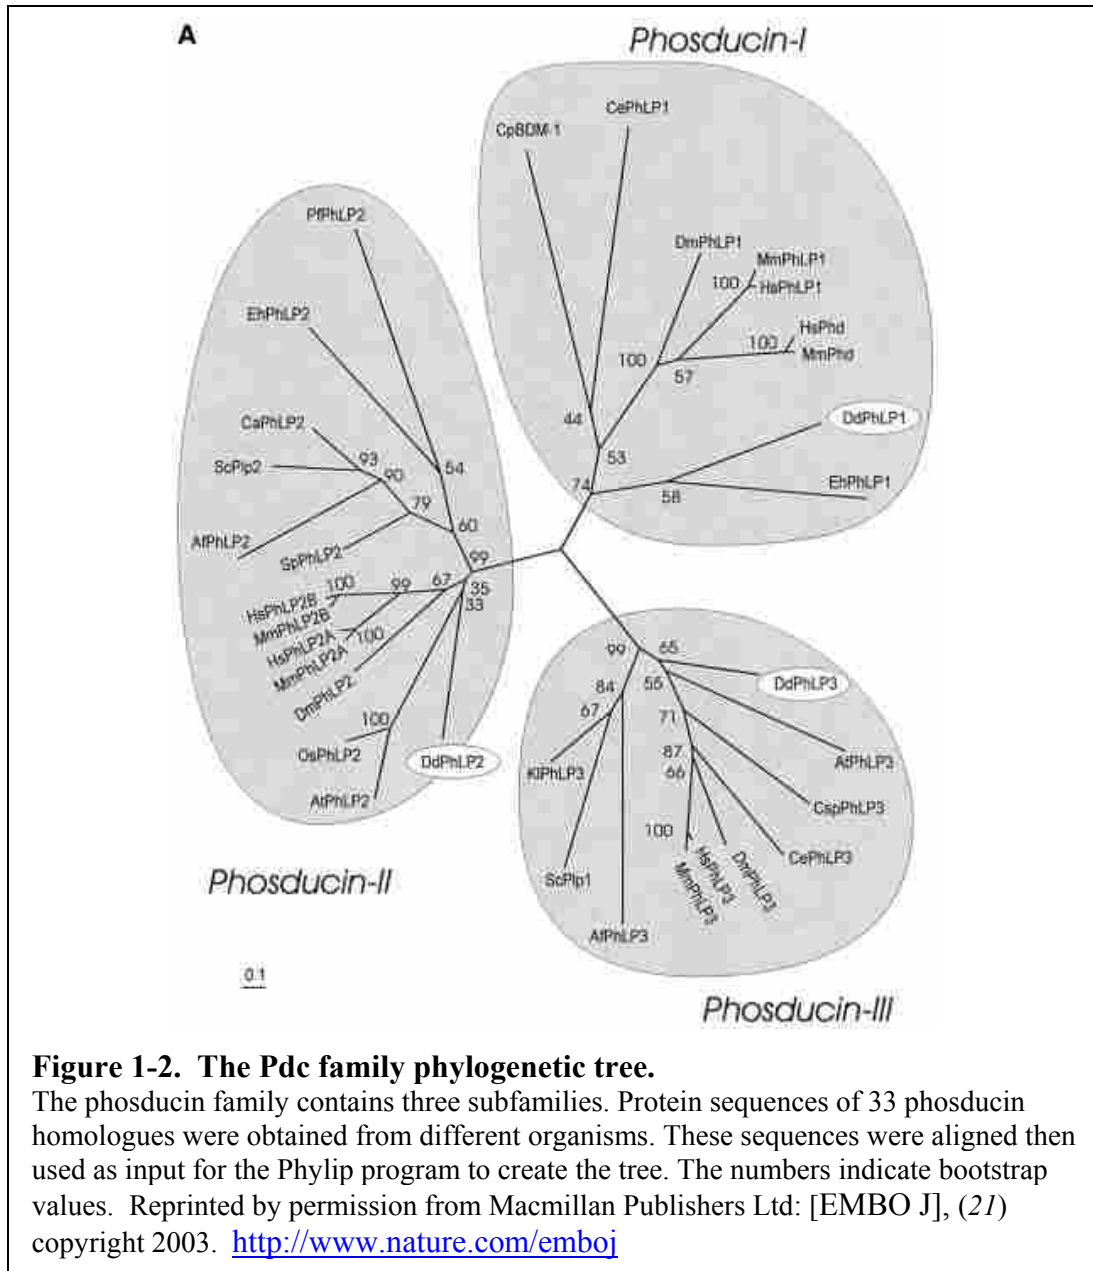 A
Phosducin-I
CpBDM-1
CePhLP1
DmPhLP1
MmPhLP1
100
HsPhLP1
HsPhd
100
MmPhd
100
57
DdPhLP1
44
53
74
EhPhLP1
58
PfPhLP2
EhPhLP2
CaPhLP2
93
ScPlp2
90
54
79
60
AfPhLP2
SpPhLP2
99
100
99
67
35
33
HsPhLP2B
MmPhLP2B
HsPhLP2A
100
MmPhLP2A
DmPhLP2
100
OsPhLP2
DdPhLP2
AtPhLP2
Phosducin-II
99
65
84
55
DdPhLP3
67
71
KlPhLP3
87
AtPhLP3
66
CspPhLP3
100
CePhLP3
ScPlp1
HsPhLP3
DmPhLP3
MmPhLP3
AfPhLP3
0.1
Phosducin-III
Figure 1-2. The Pdc family phylogenetic tree.
The phosducin family contains three subfamilies. Protein sequences of 33 phosducin
homologues were obtained from different organisms. These sequences were aligned then
used as input for the Phylip program to create the tree. The numbers indicate bootstrap
values. Reprinted by permission from Macmillan Publishers Ltd: [EMBO J], (21)
copyright 2003. http://www.nature.com/emboj